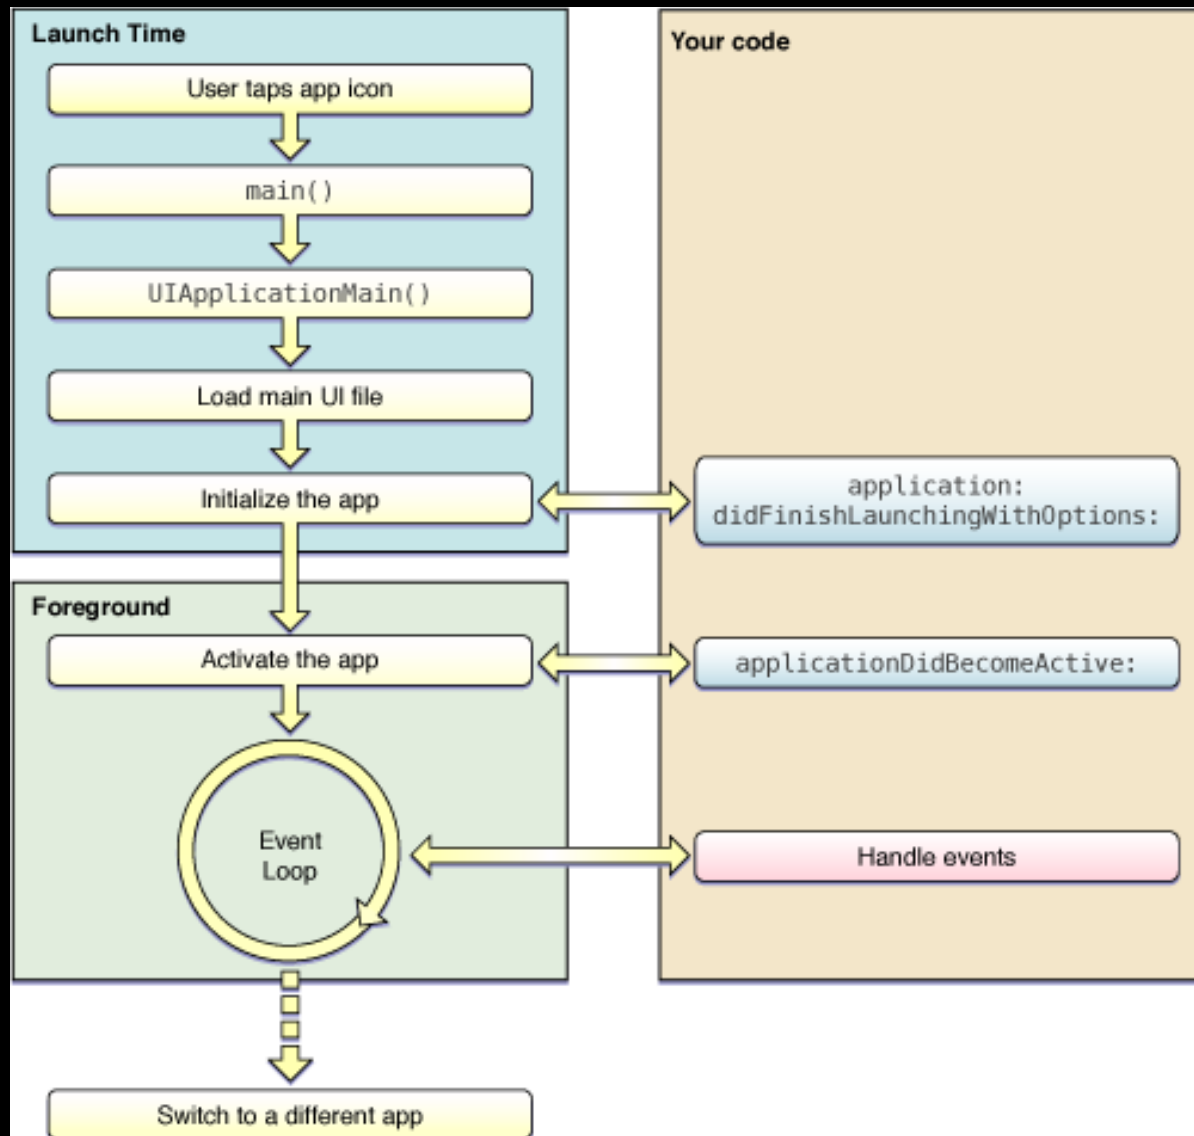 Launch Time
User taps app icon
main()
UIApplicationMain()
Load main UI file
Initialize the app
Foreground
Activate the app
Event
Loop
Switch to a different app
Your code
application:
didFinishLaunchingWithOptions:
applicationDidBecomeActive:
Handle events